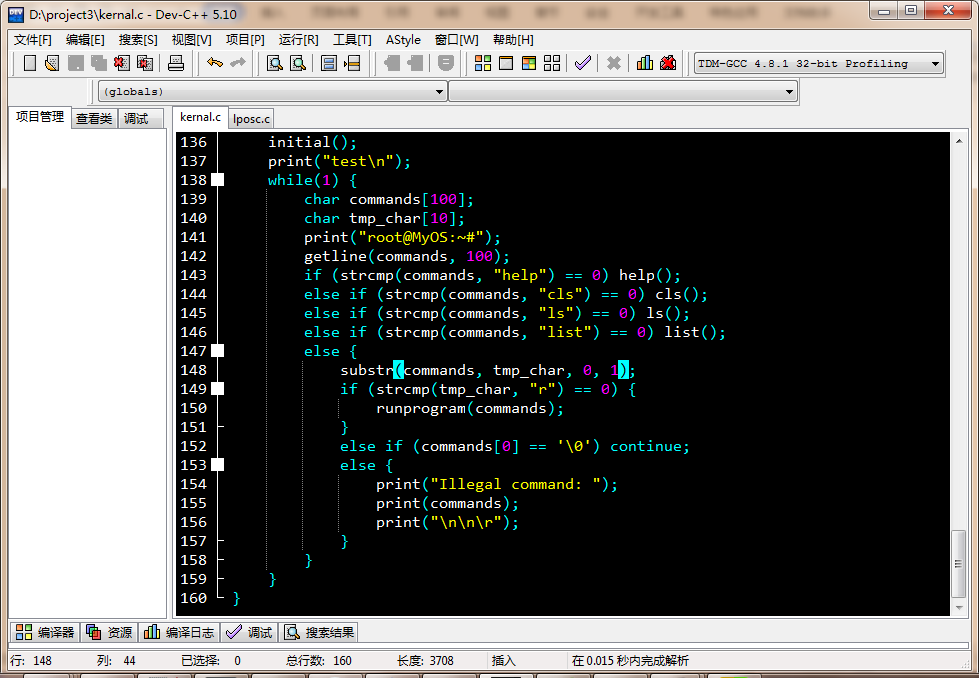 D:\project3\kernal.c - Dev-C++ 5.10
文件[F] 编辑[E] 搜索[S] 视图[V] 项目[P] 运行[R] 工具[T] AStyle 窗口[W] 帮助[H]
TDM-GCC 4.8.1 32-bit Profiling
(globals)
项目管理 查看类 调试 kernal.c lposc.c
136 initial();
137 print("test\n");
138 while(1) {
139 char commands[100];
140 char tmp_char[10];
141 print("root@MyOS:~#");
142 getline(commands, 100);
143 if (strcmp(commands, "help") == 0) help();
144 else if (strcmp(commands, "cls") == 0) cls();
145 else if (strcmp(commands, "ls") == 0) ls();
146 else if (strcmp(commands, "list") == 0) list();
147 else {
148 substr(commands, tmp_char, 0, 1);
149 if (strcmp(tmp_char, "r") == 0) {
150 runprogram(commands);
151 }
152 else if (commands[0] == '\0') continue;
153 else {
154 print("Illegal command: ");
155 print(commands);
156 print("\n\n\r");
157 }
158 }
159 }
160 }
编译器 资源 编译日志 调试 搜索结果
行: 148 列: 44 已选择: 0 总行数: 160 长度: 3708 插入 在 0.015 秒内完成解析